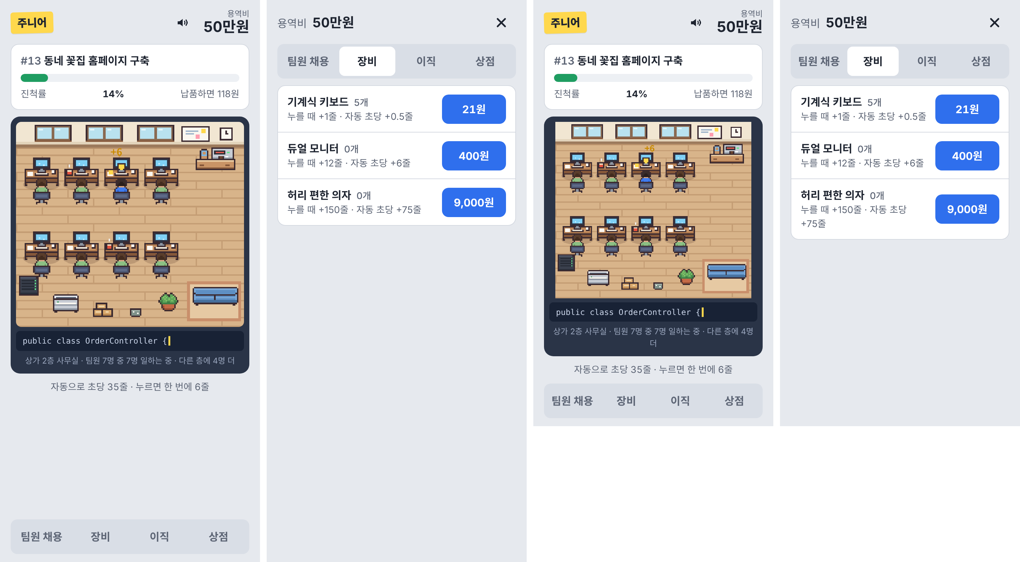 주니어
용역비
50만원
#13 동네 꽃집 홈페이지 구축
진척률 14% 납품하면 118원
+6
public class OrderController {
상가 2층 사무실 · 팀원 7명 중 7명 일하는 중 · 다른 층에 4명 더
자동으로 초당 35줄 · 누르면 한 번에 6줄
팀원 채용 장비 이직 상점
용역비 50만원
팀원 채용 장비 이직 상점
기계식 키보드 5개
누를 때 +1줄 · 자동 초당 +0.5줄
21원
듀얼 모니터 0개
누를 때 +12줄 · 자동 초당 +6줄
400원
허리 편한 의자 0개
누를 때 +150줄 · 자동 초당 +75줄
9,000원
주니어
용역비
50만원
#13 동네 꽃집 홈페이지 구축
진척률 14% 납품하면 118원
+6
public class OrderController {
상가 2층 사무실 · 팀원 7명 중 7명 일하는 중 · 다른 층에 4명
더
자동으로 초당 35줄 · 누르면 한 번에 6줄
팀원 채용 장비 이직 상점
용역비 50만원
팀원 채용 장비 이직 상점
기계식 키보드 5개
누를 때 +1줄 · 자동 초당 +0.5줄
21원
듀얼 모니터 0개
누를 때 +12줄 · 자동 초당 +6줄
400원
허리 편한 의자 0개
누를 때 +150줄 · 자동 초당
+75줄
9,000원